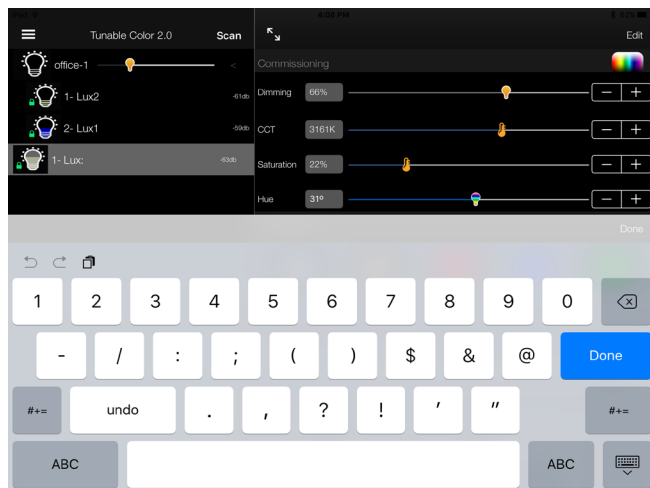 4:08 PM
82%
Tunable Color 2.0 Scan
Edit
office-1 <
Commissioning
1- Lux2 -61db
Dimming 66% - +
2- Lux1 -59db
CCT 3161K - +
1- Lux: -63db
Saturation 22% - +
Hue 31º - +
Done
1 2 3 4 5 6 7 8 9 0
- / : ; ( ) $ & @ Done
#+= undo . , ? ! ' " #+=
ABC ABC